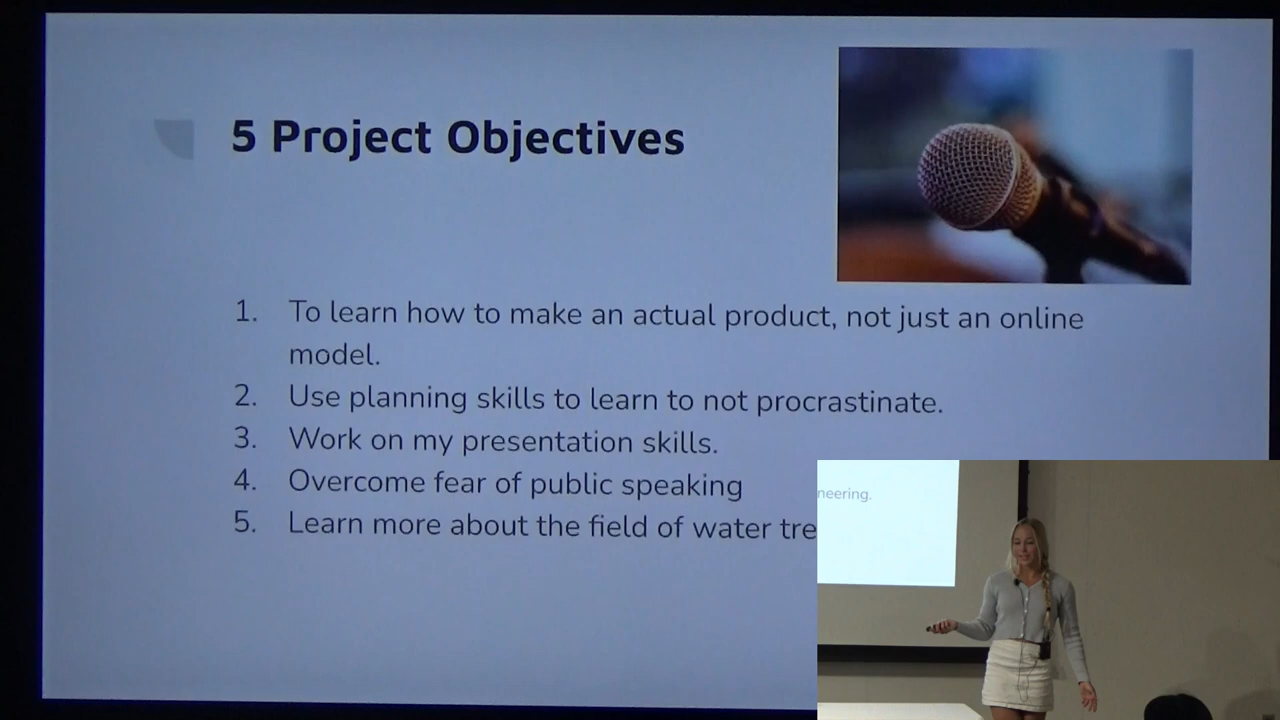 5 Project Objectives
1. To learn how to make an actual product, not just an online
model.
2. Use planning skills to learn to not procrastinate.
3. Work on my presentation skills.
4. Overcome fear of public speaking
5. Learn more about the field of water